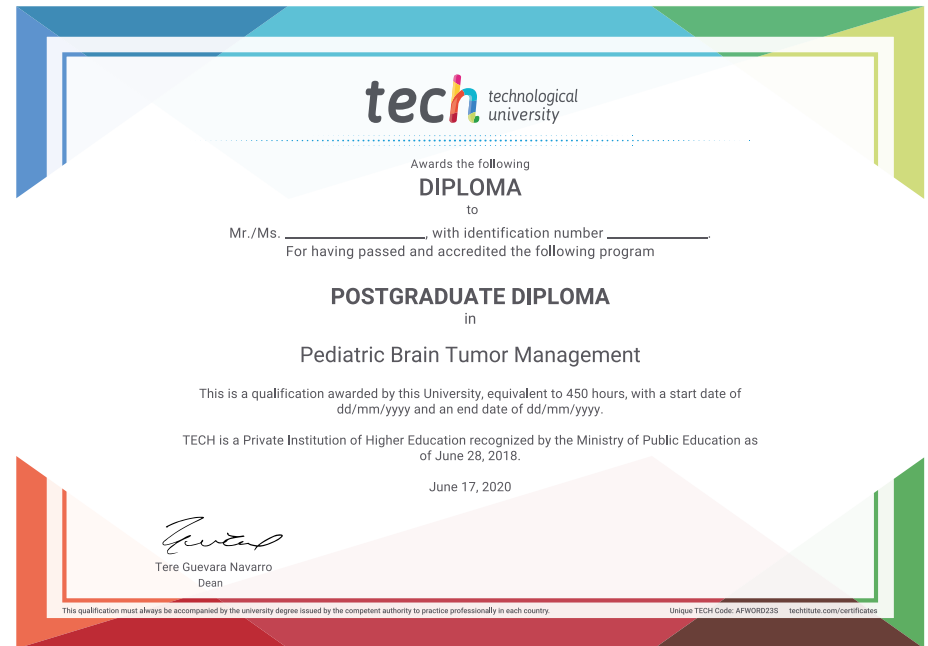 tech technological
university
Awards the following
DIPLOMA
to
Mr./Ms. ____________, with identification number ____________.
For having passed and accredited the following program
POSTGRADUATE DIPLOMA
in
Pediatric Brain Tumor Management
This is a qualification awarded by this University, equivalent to 450 hours, with a start date of
dd/mm/yyyy and an end date of dd/mm/yyyy.
TECH is a Private Institution of Higher Education recognized by the Ministry of Public Education as
of June 28, 2018.
June 17, 2020
Tere Guevara Navarro
Dean
This qualification must always be accompanied by the university degree issued by the competent authority to practice professionally in each country.
Unique TECH Code: AFWORD23S techtitute.com/certificates